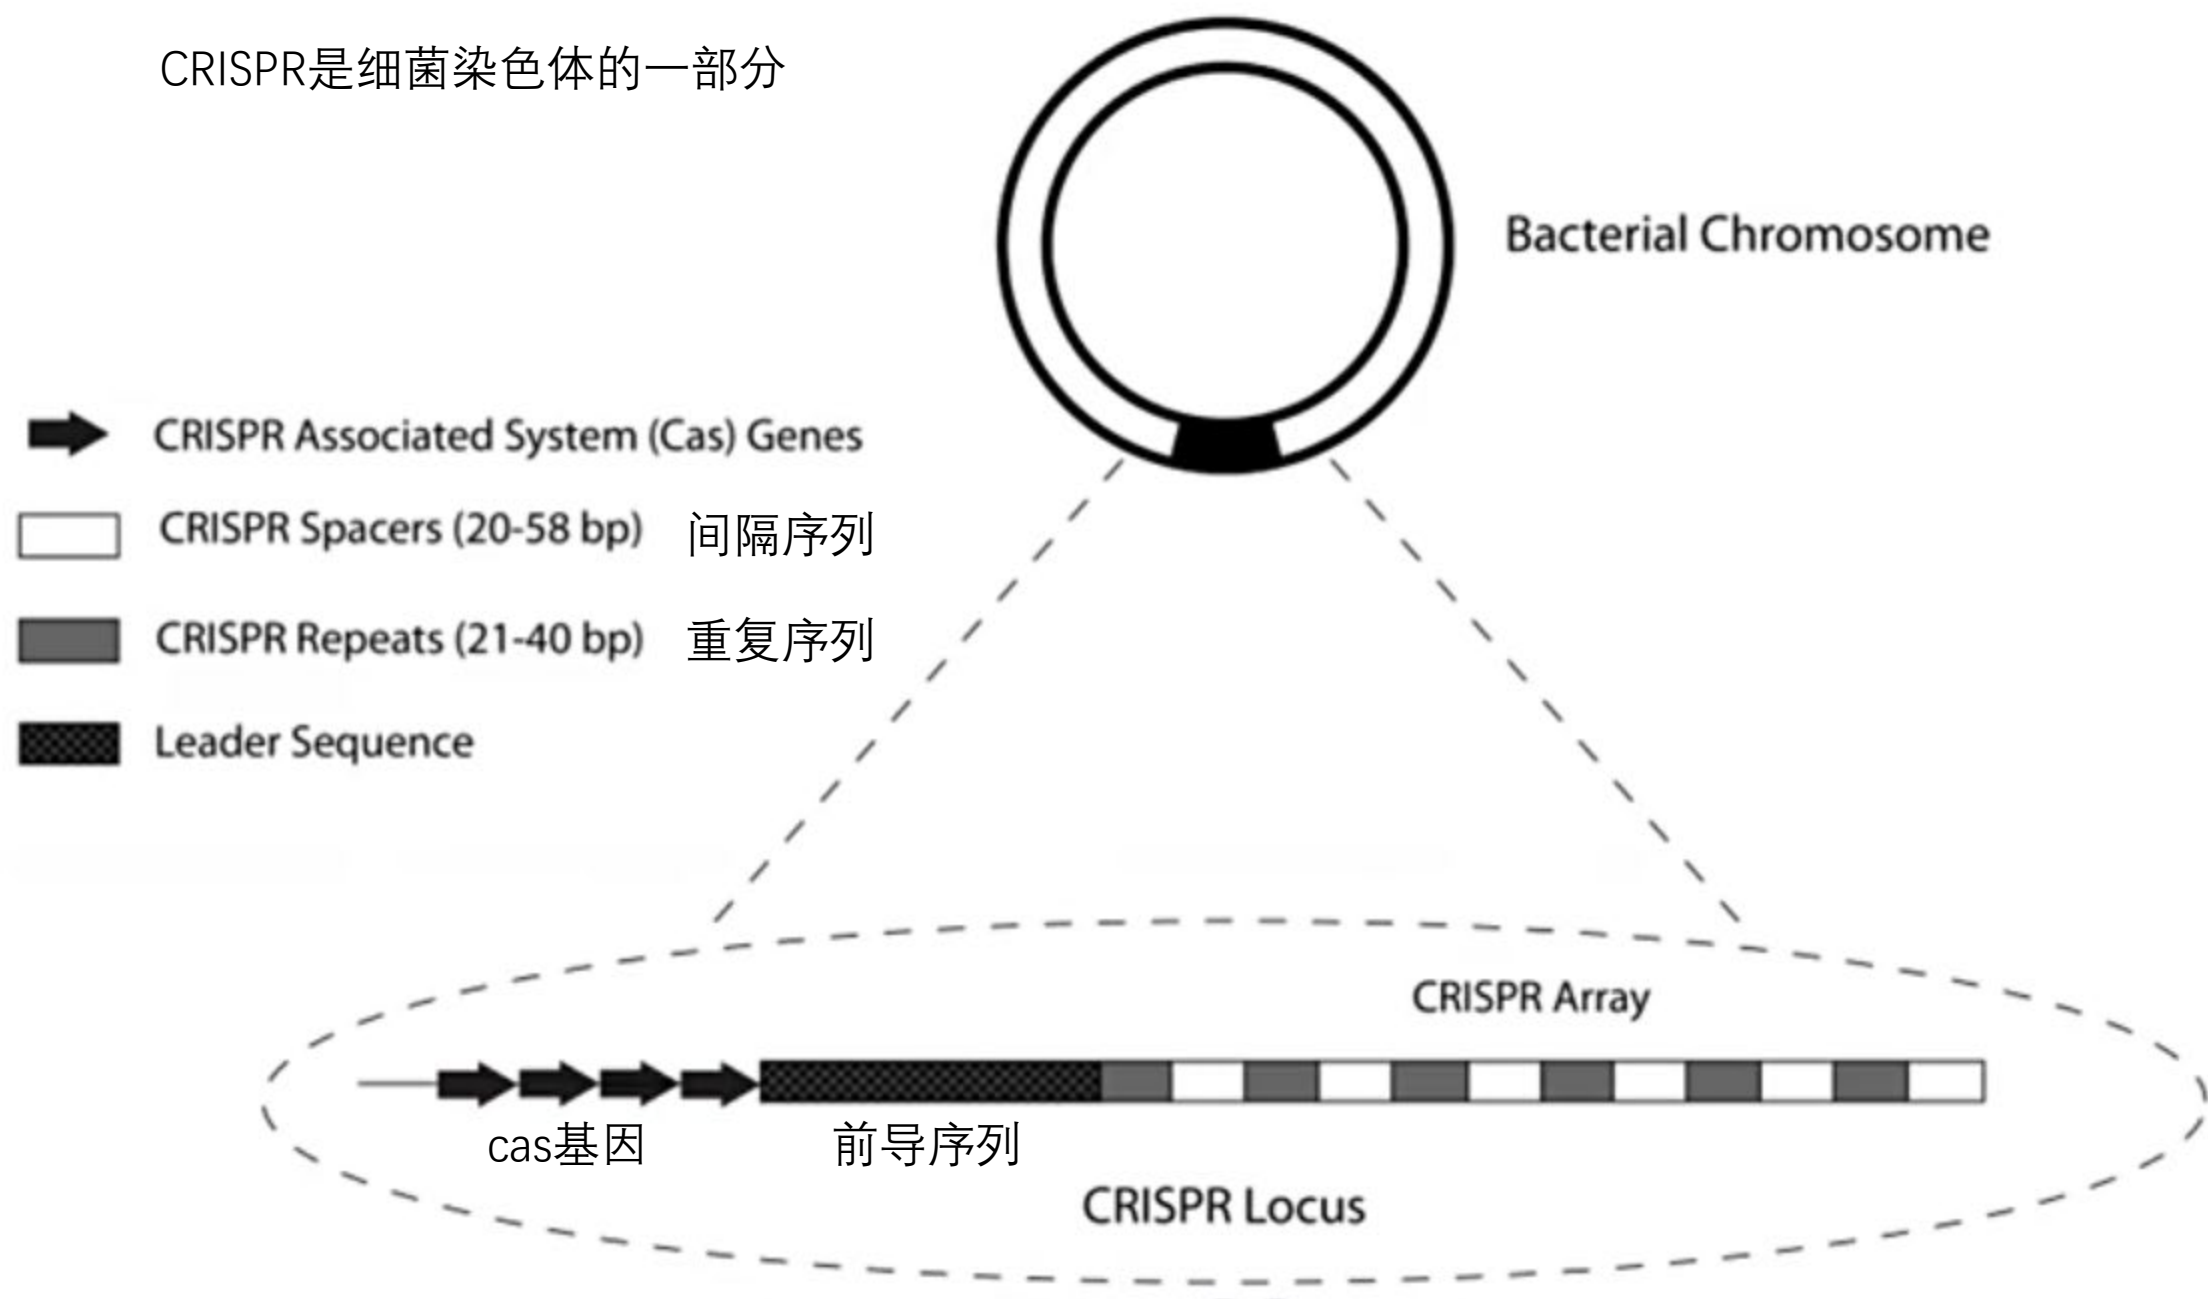 CRISPR是细菌染色体的一部分
Bacterial Chromosome
CRISPR Associated System (Cas) Genes
CRISPR Spacers (20-58 bp) 间隔序列
CRISPR Repeats (21-40 bp) 重复序列
Leader Sequence
CRISPR Array
cas基因 前导序列
CRISPR Locus